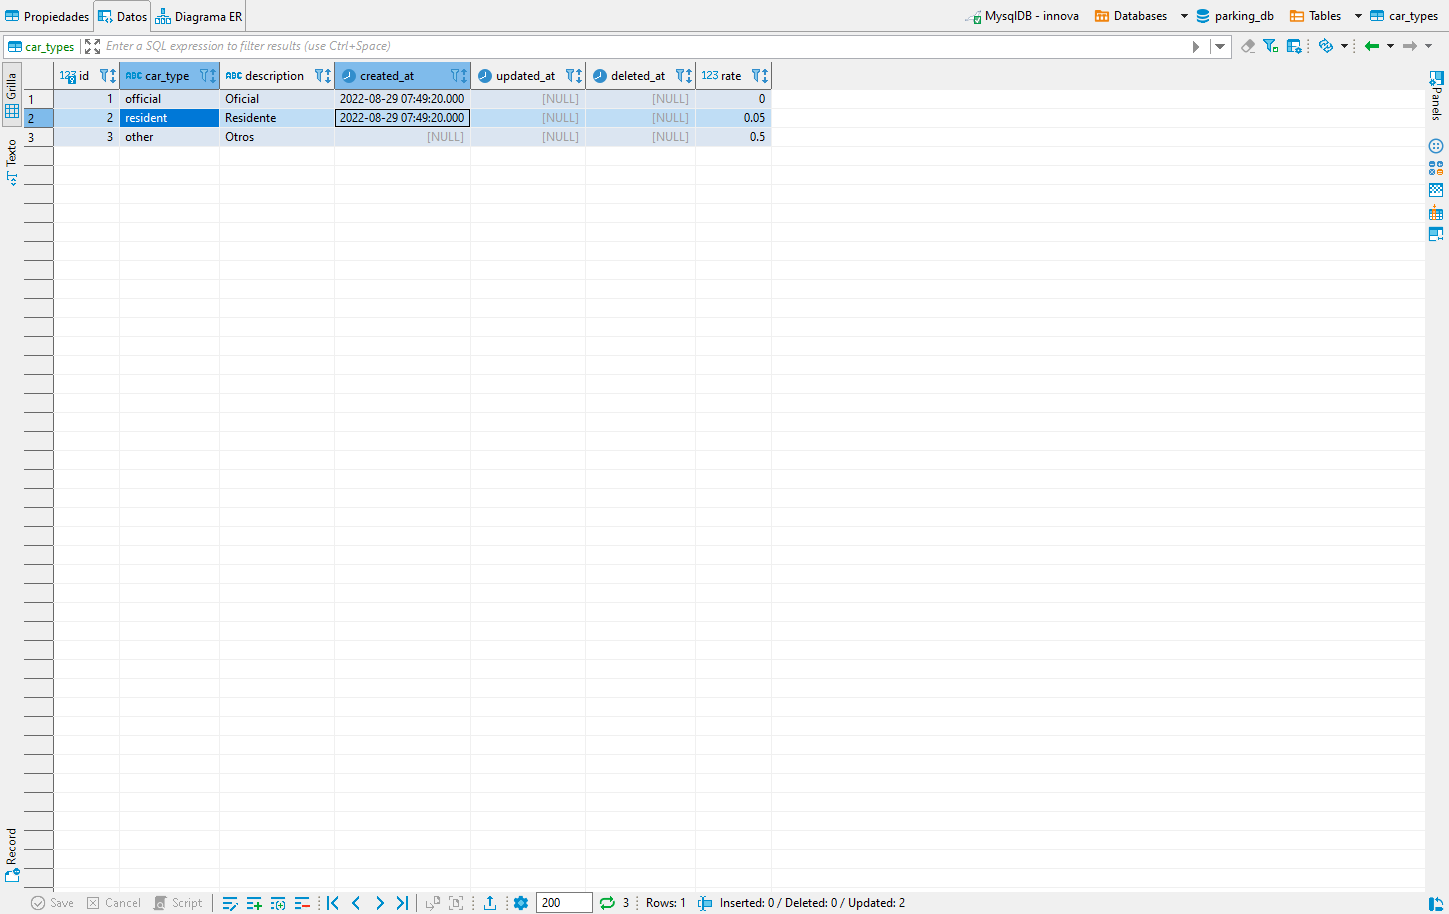 Propiedades Datos Diagrama ER MysqlDB - innova Databases parking_db Tables car_types
car_types Enter a SQL expression to filter results (use Ctrl+Space)
Grilla
Texto
Record
Panels
123 id ABC car_type ABC description created_at updated_at deleted_at 123 rate
1 1 official Oficial 2022-08-29 07:49:20.000 [NULL] [NULL] 0
2 2 resident Residente 2022-08-29 07:49:20.000 [NULL] [NULL] 0.05
3 3 other Otros [NULL] [NULL] [NULL] 0.5
Save Cancel Script 200 3 Rows: 1 Inserted: 0 / Deleted: 0 / Updated: 2